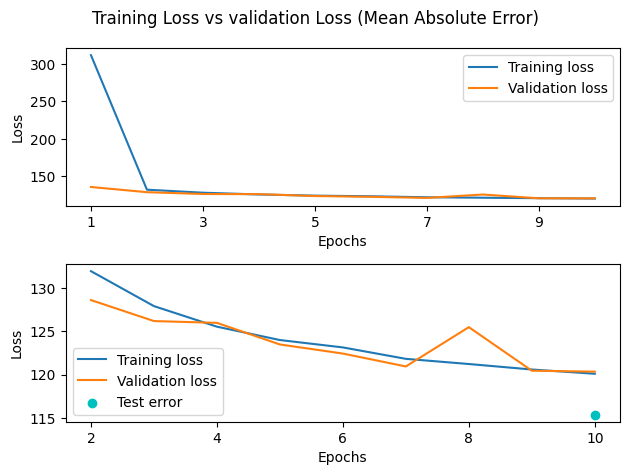 Training Loss vs validation Loss (Mean Absolute Error)
300
250
200
150
Loss
Training loss
Validation loss
1 3 5 7 9
Epochs
130
125
120
115
Loss
Training loss
Validation loss
Test error
2 4 6 8 10
Epochs